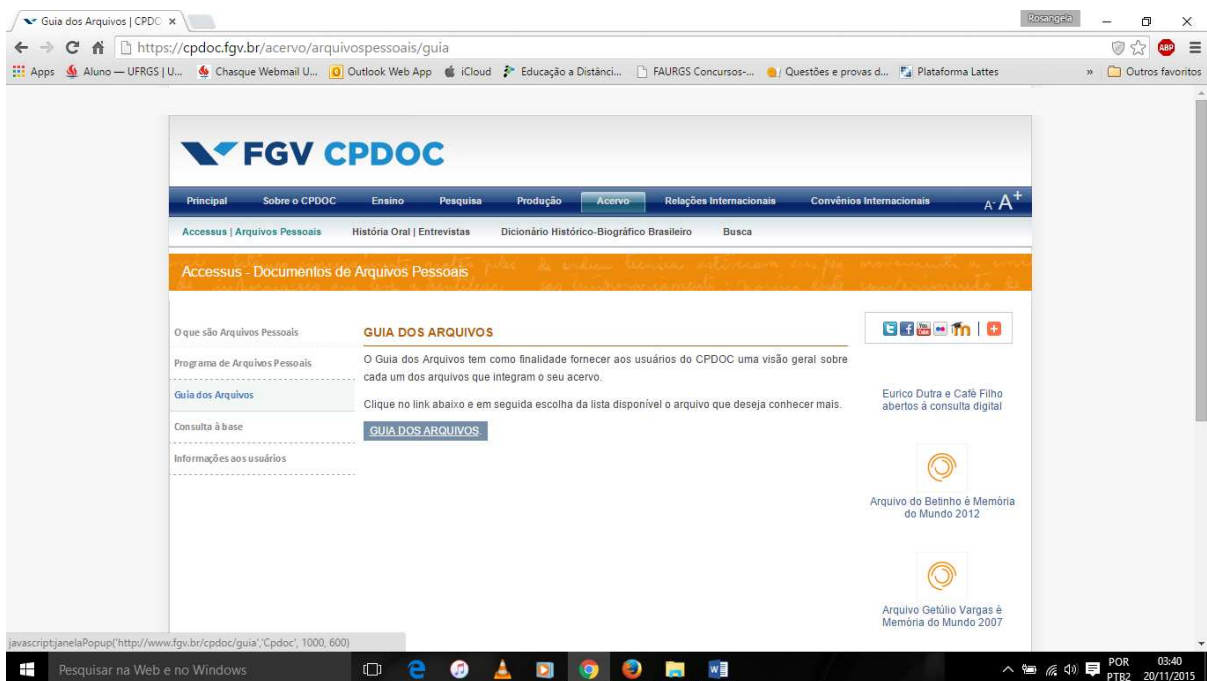 Guia dos Arquivos | CPDO
Rosangela
https://cpdoc.fgv.br/acervo/arquivospessoais/guia
ABP
Apps Aluno — UFRGS | U... Chasque Webmail U... Outlook Web App iCloud Educação a Distânci... FAURGS Concursos-... Questões e provas d... Plataforma Lattes » Outros favoritos
FGV CPDOC
Principal Sobre o CPDOC Ensino Pesquisa Produção Acervo Relações Internacionais Convênios Internacionais A- A+
Accessus | Arquivos Pessoais História Oral | Entrevistas Dicionário Histórico-Biográfico Brasileiro Busca
Accessus - Documentos de Arquivos Pessoais
O que são Arquivos Pessoais
Programa de Arquivos Pessoais
Guia dos Arquivos
Consulta à base
Informações aos usuários
GUIA DOS ARQUIVOS
O Guia dos Arquivos tem como finalidade fornecer aos usuários do CPDOC uma visão geral sobre
cada um dos arquivos que integram o seu acervo.
Clique no link abaixo e em seguida escolha da lista disponível o arquivo que deseja conhecer mais.
GUIA DOS ARQUIVOS.
Eurico Dutra e Café Filho
abertos à consulta digital
Arquivo do Betinho é Memória
do Mundo 2012
Arquivo Getúlio Vargas é
Memória do Mundo 2007
javascript:janelaPopup('http://www.fgv.br/cpdoc/guia','Cpdoc', 1000, 600)
Pesquisar na Web e no Windows
POR 03:40
PTB2 20/11/2015